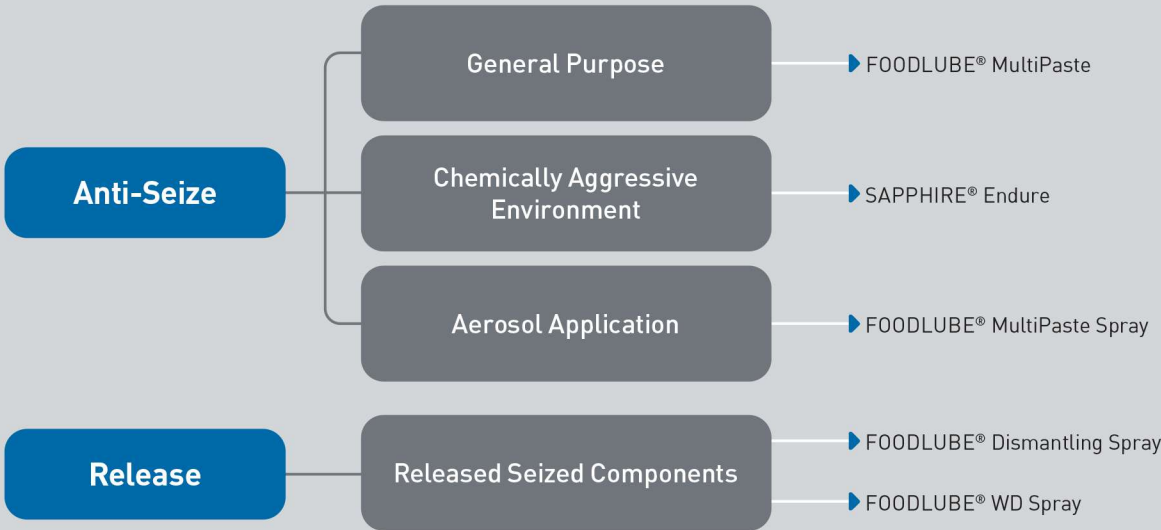 General Purpose
FOODLUBE® MultiPaste
Anti-Seize
Chemically Aggressive
Environment
SAPPHIRE® Endure
Aerosol Application
FOODLUBE® MultiPaste Spray
Release
Released Seized Components
FOODLUBE® Dismantling Spray
FOODLUBE® WD Spray